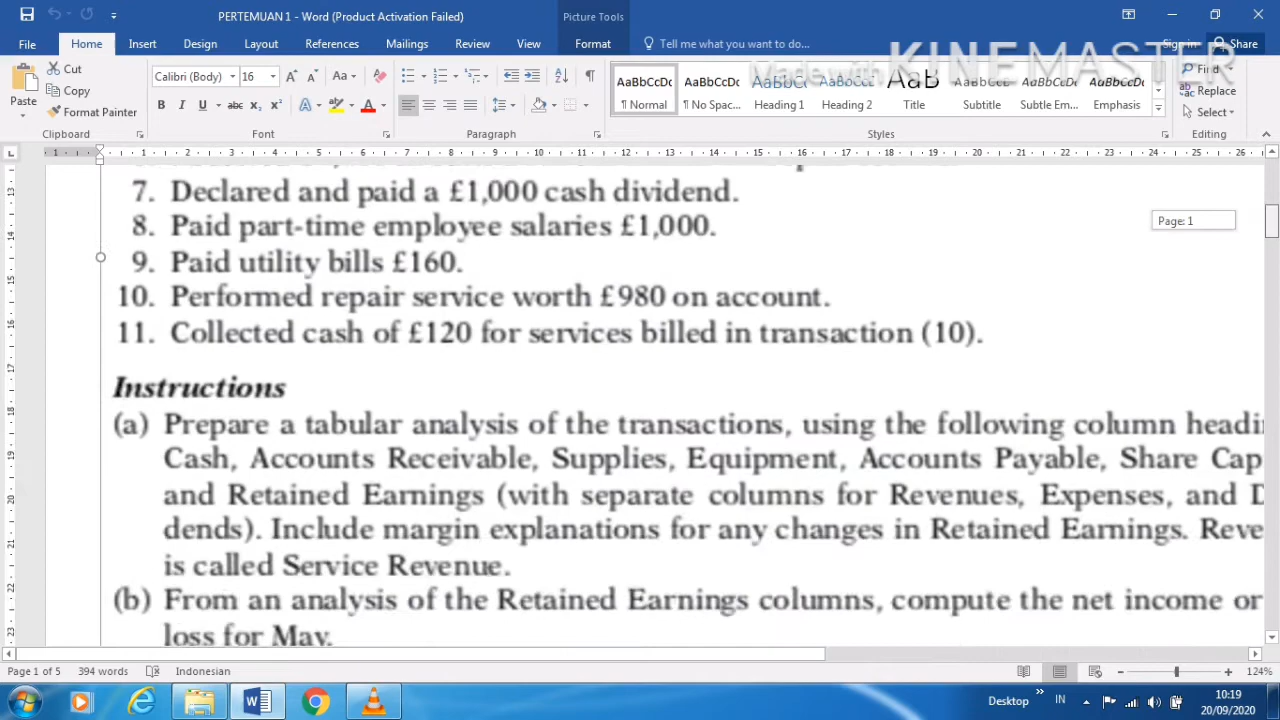 PERTEMUAN 1 - Word (Product Activation Failed)
Picture Tools
File
Home
Insert
Design
Layout
References
Mailings
Review
View
Format
Tell me what you want to do...
Sign in
Share
Made with KINEMASTER
Paste
Cut
Copy
Format Painter
Clipboard
Calibri (Body)
16
Font
Paragraph
AaBbCcDc
¶ Normal
AaBbCcDc
¶ No Spac...
AaBbCc
Heading 1
AaBbCcC
Heading 2
AaB
Title
AaBbCcD
Subtitle
AaBbCcDc
Subtle Em...
AaBbCcDc
Emphasis
Styles
Find
Replace
Select
Editing
Page: 1
7. Declared and paid a £1,000 cash dividend.
8. Paid part-time employee salaries £1,000.
9. Paid utility bills £160.
10. Performed repair service worth £980 on account.
11. Collected cash of £120 for services billed in transaction (10).
Instructions
(a) Prepare a tabular analysis of the transactions, using the following column headi
Cash, Accounts Receivable, Supplies, Equipment, Accounts Payable, Share Cap
and Retained Earnings (with separate columns for Revenues, Expenses, and D
dends). Include margin explanations for any changes in Retained Earnings. Reve
is called Service Revenue.
(b) From an analysis of the Retained Earnings columns, compute the net income or
loss for May.
Page 1 of 5
394 words
Indonesian
124%
Desktop
IN
10:19
20/09/2020